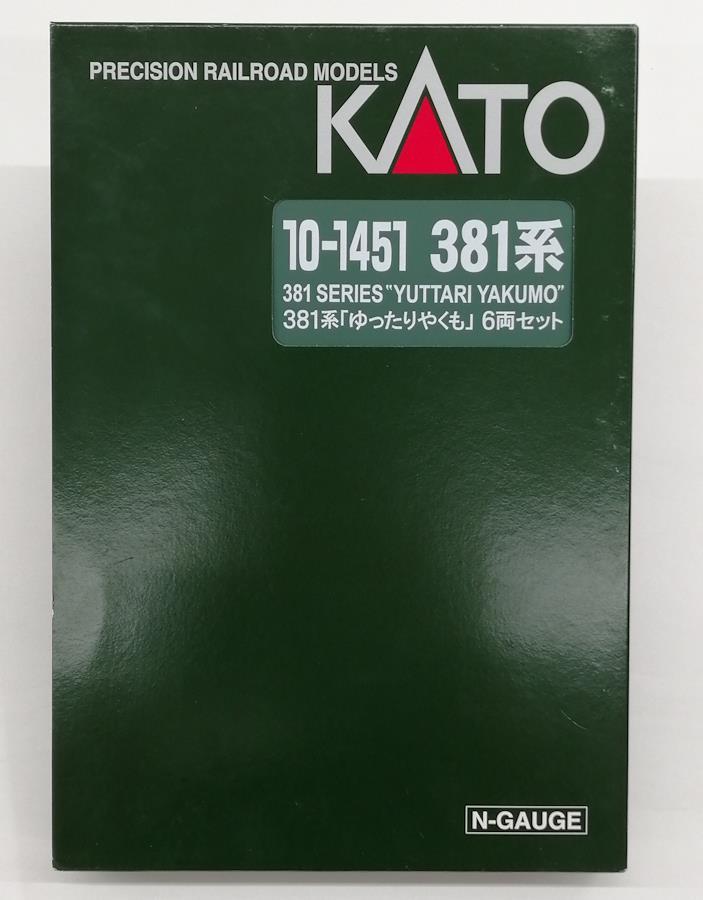 PRECISION RAILROAD MODELS
KATO
10-1451 381系
381 SERIES "YUTTARI YAKUMO"
381系「ゆったりやくも」 6両セット
N-GAUGE